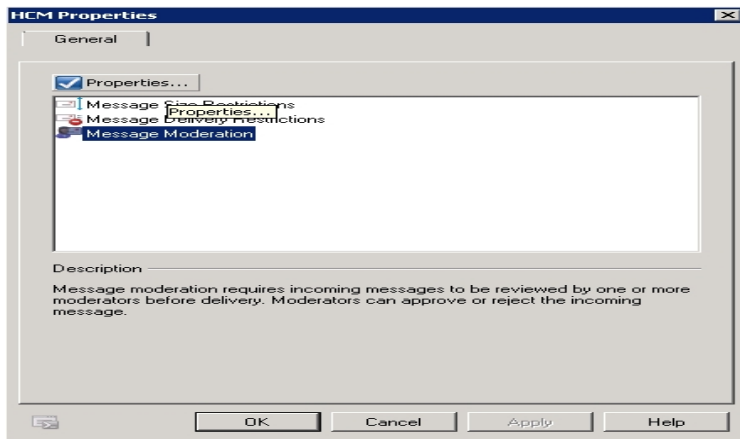 HCM Properties
General
Properties...
Message Size Restrictions
Properties...
Message Delivery Restrictions
Message Moderation
Description
Message moderation requires incoming messages to be reviewed by one or more
moderators before delivery. Moderators can approve or reject the incoming
message.
OK
Cancel
Apply
Help